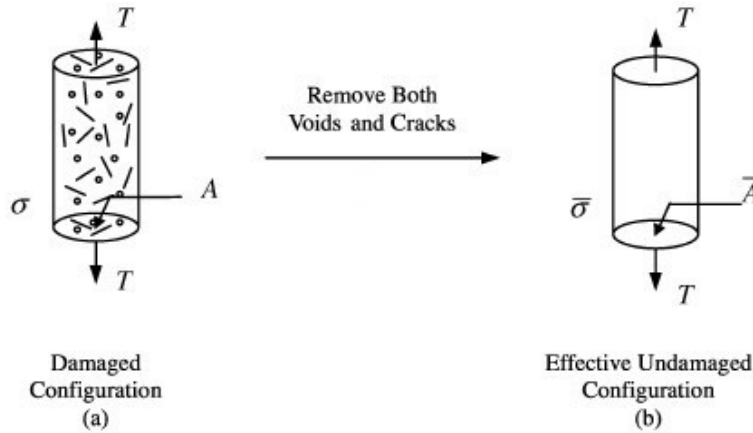 T
T
Remove Both
Voids and Cracks
σ
A
σ̅
A̅
T
T
Damaged
Configuration
(a)
Effective Undamaged
Configuration
(b)